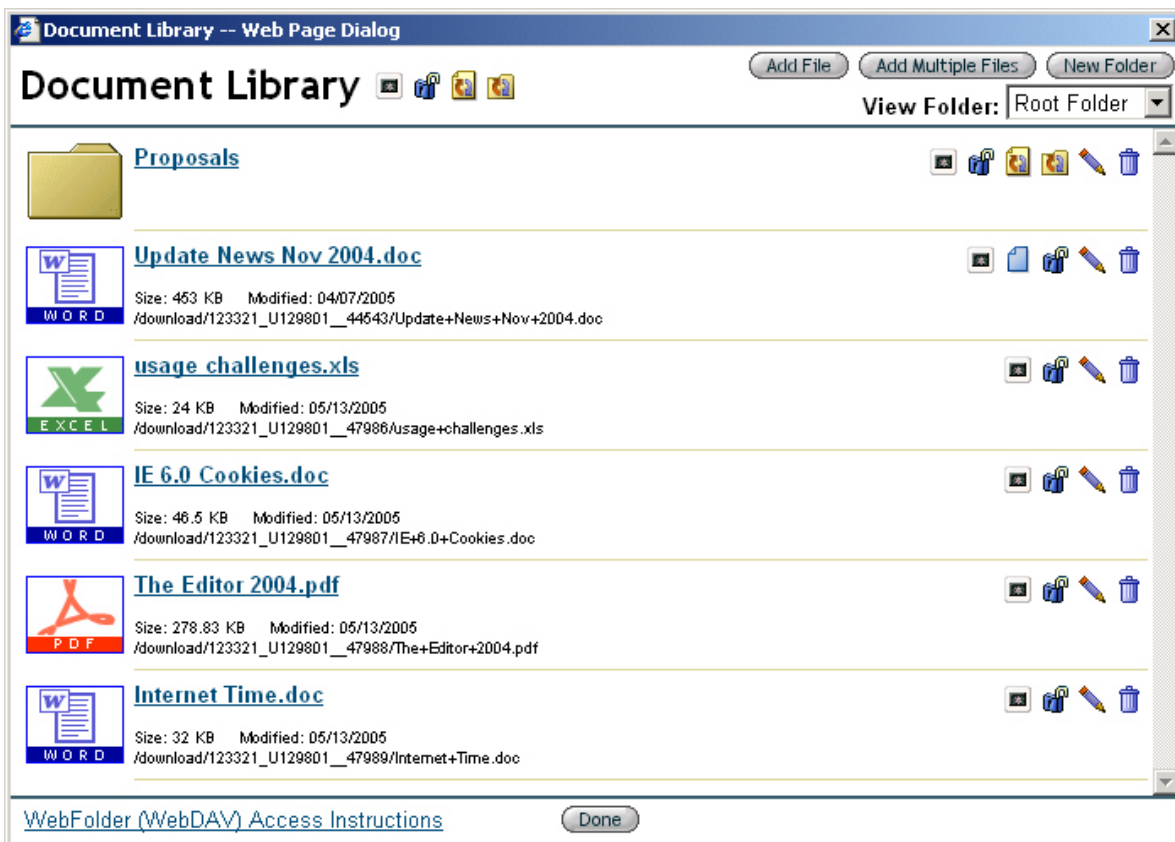 Document Library -- Web Page Dialog
Document Library
Add File
Add Multiple Files
New Folder
View Folder: Root Folder
Proposals
W
WORD
Update News Nov 2004.doc
Size: 453 KB Modified: 04/07/2005
/download/123321_U129801__44543/Update+News+Nov+2004.doc
EXCEL
usage challenges.xls
Size: 24 KB Modified: 05/13/2005
/download/123321_U129801__47986/usage+challenges.xls
W
WORD
IE 6.0 Cookies.doc
Size: 46.5 KB Modified: 05/13/2005
/download/123321_U129801__47987/IE+6.0+Cookies.doc
PDF
The Editor 2004.pdf
Size: 278.83 KB Modified: 05/13/2005
/download/123321_U129801__47988/The+Editor+2004.pdf
W
WORD
Internet Time.doc
Size: 32 KB Modified: 05/13/2005
/download/123321_U129801__47989/Internet+Time.doc
WebFolder (WebDAV) Access Instructions
Done